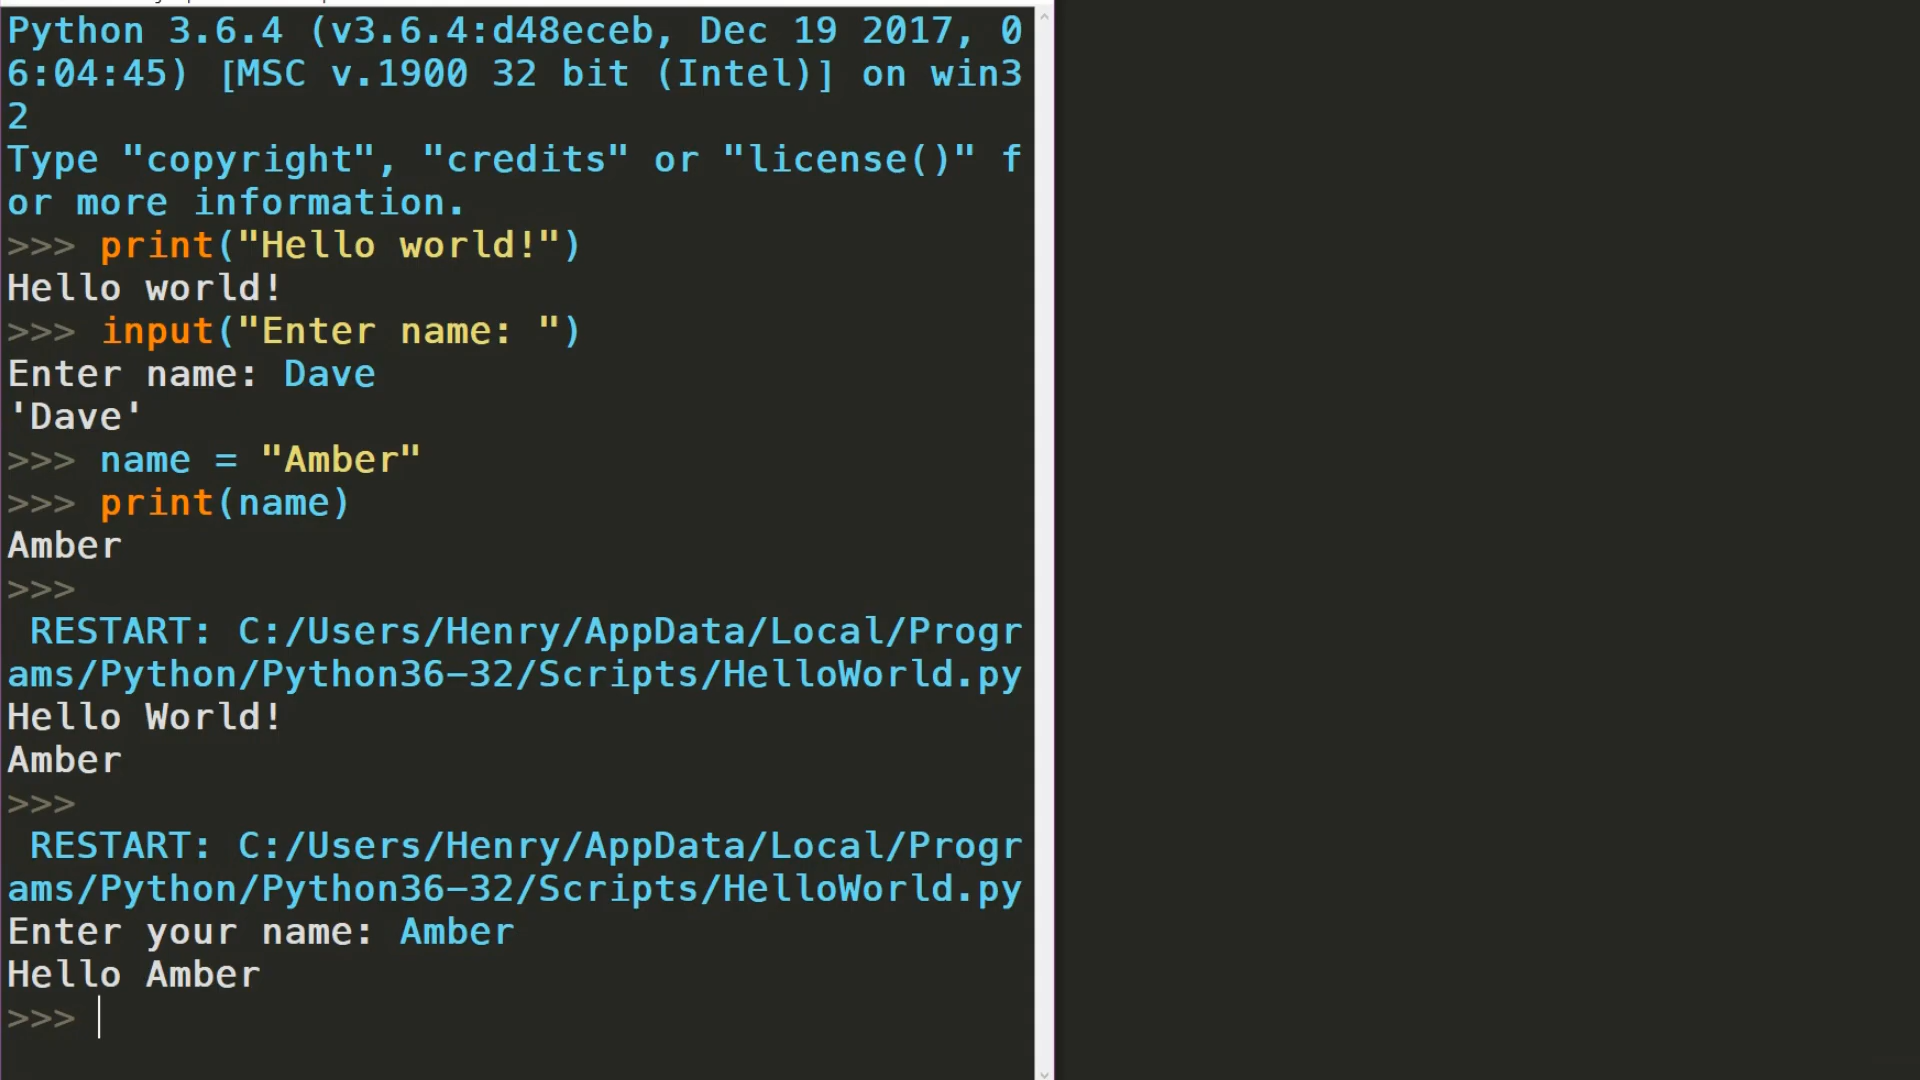 Python 3.6.4 (v3.6.4:d48eceb, Dec 19 2017, 0
6:04:45) [MSC v.1900 32 bit (Intel)] on win3
2
Type "copyright", "credits" or "license()" f
or more information.
>>> print("Hello world!")
Hello world!
>>> input("Enter name: ")
Enter name: Dave
'Dave'
>>> name = "Amber"
>>> print(name)
Amber
>>>
 RESTART: C:/Users/Henry/AppData/Local/Progr
ams/Python/Python36-32/Scripts/HelloWorld.py
Hello World!
Amber
>>>
 RESTART: C:/Users/Henry/AppData/Local/Progr
ams/Python/Python36-32/Scripts/HelloWorld.py
Enter your name: Amber
Hello Amber
>>>